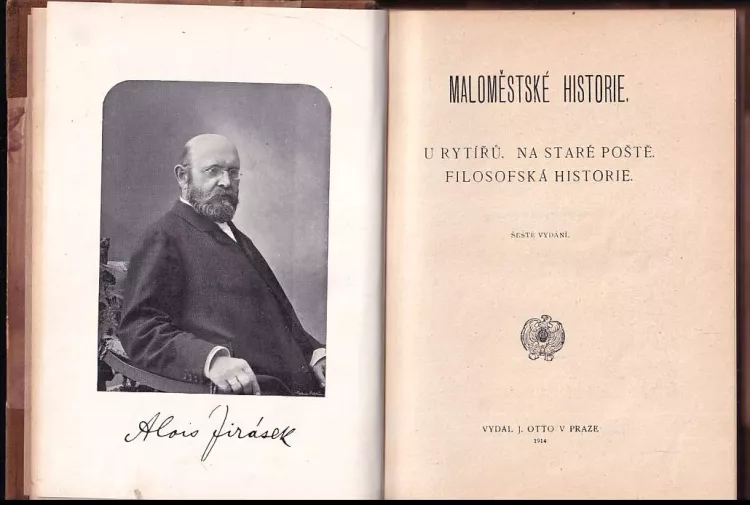 Alois Jirásek
MALOMĚSTSKÉ HISTORIE.
U RYTÍŘŮ. NA STARÉ POŠTĚ.
FILOSOFSKÁ HISTORIE.
ŠESTÉ VYDÁNÍ.
VYDAL J. OTTO V PRAZE
1914